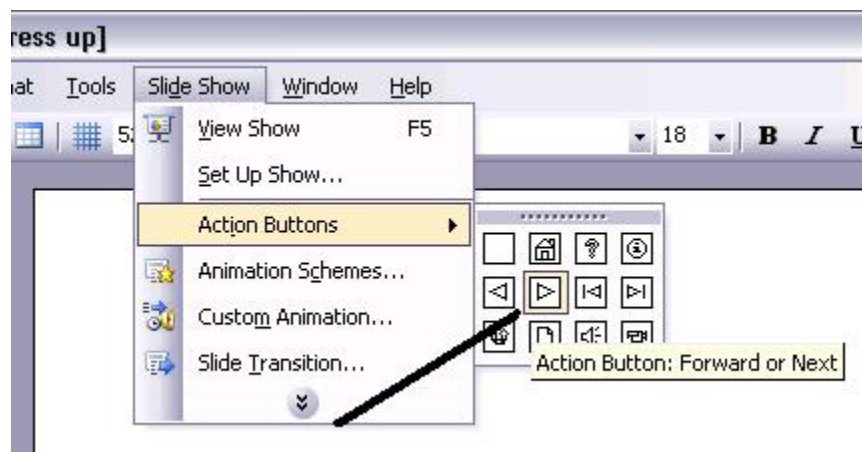 ress up]
at Tools Slide Show Window Help
View Show F5 18 B I U
Set Up Show...
Action Buttons
Animation Schemes...
Custom Animation...
Slide Transition...
Action Button: Forward or Next